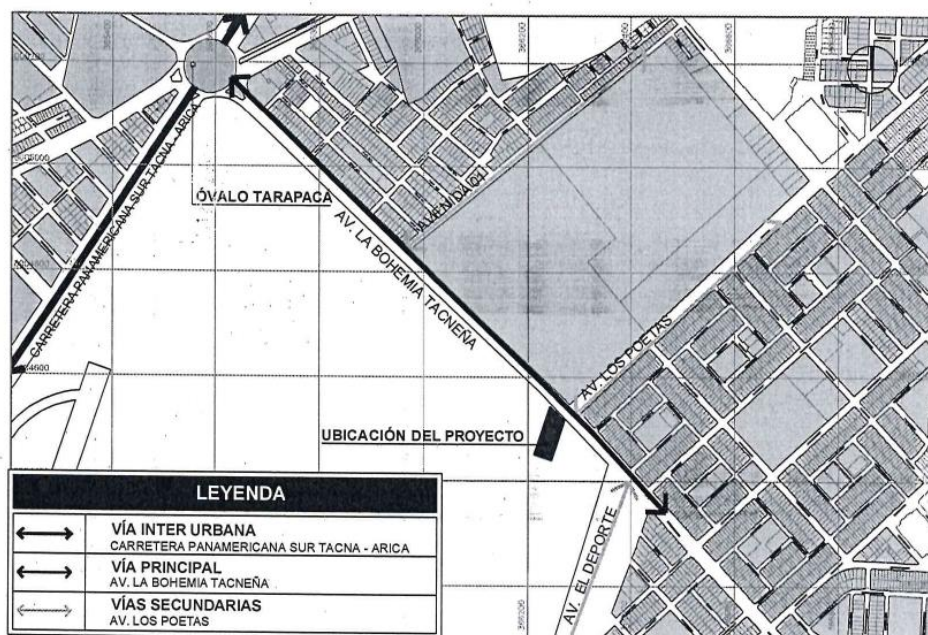 ÓVALO TARAPACA
CARRETERA PANAMERICANA SUR TACNA - ARICA
AVENIDA 01
AV. LA BOHEMIA TACNEÑA
AV. LOS POETAS
UBICACIÓN DEL PROYECTO
AV. EL DEPORTE
LEYENDA
VÍA INTER URBANA
CARRETERA PANAMERICANA SUR TACNA - ARICA
VÍA PRINCIPAL
AV. LA BOHEMIA TACNEÑA
VÍAS SECUNDARIAS
AV. LOS POETAS